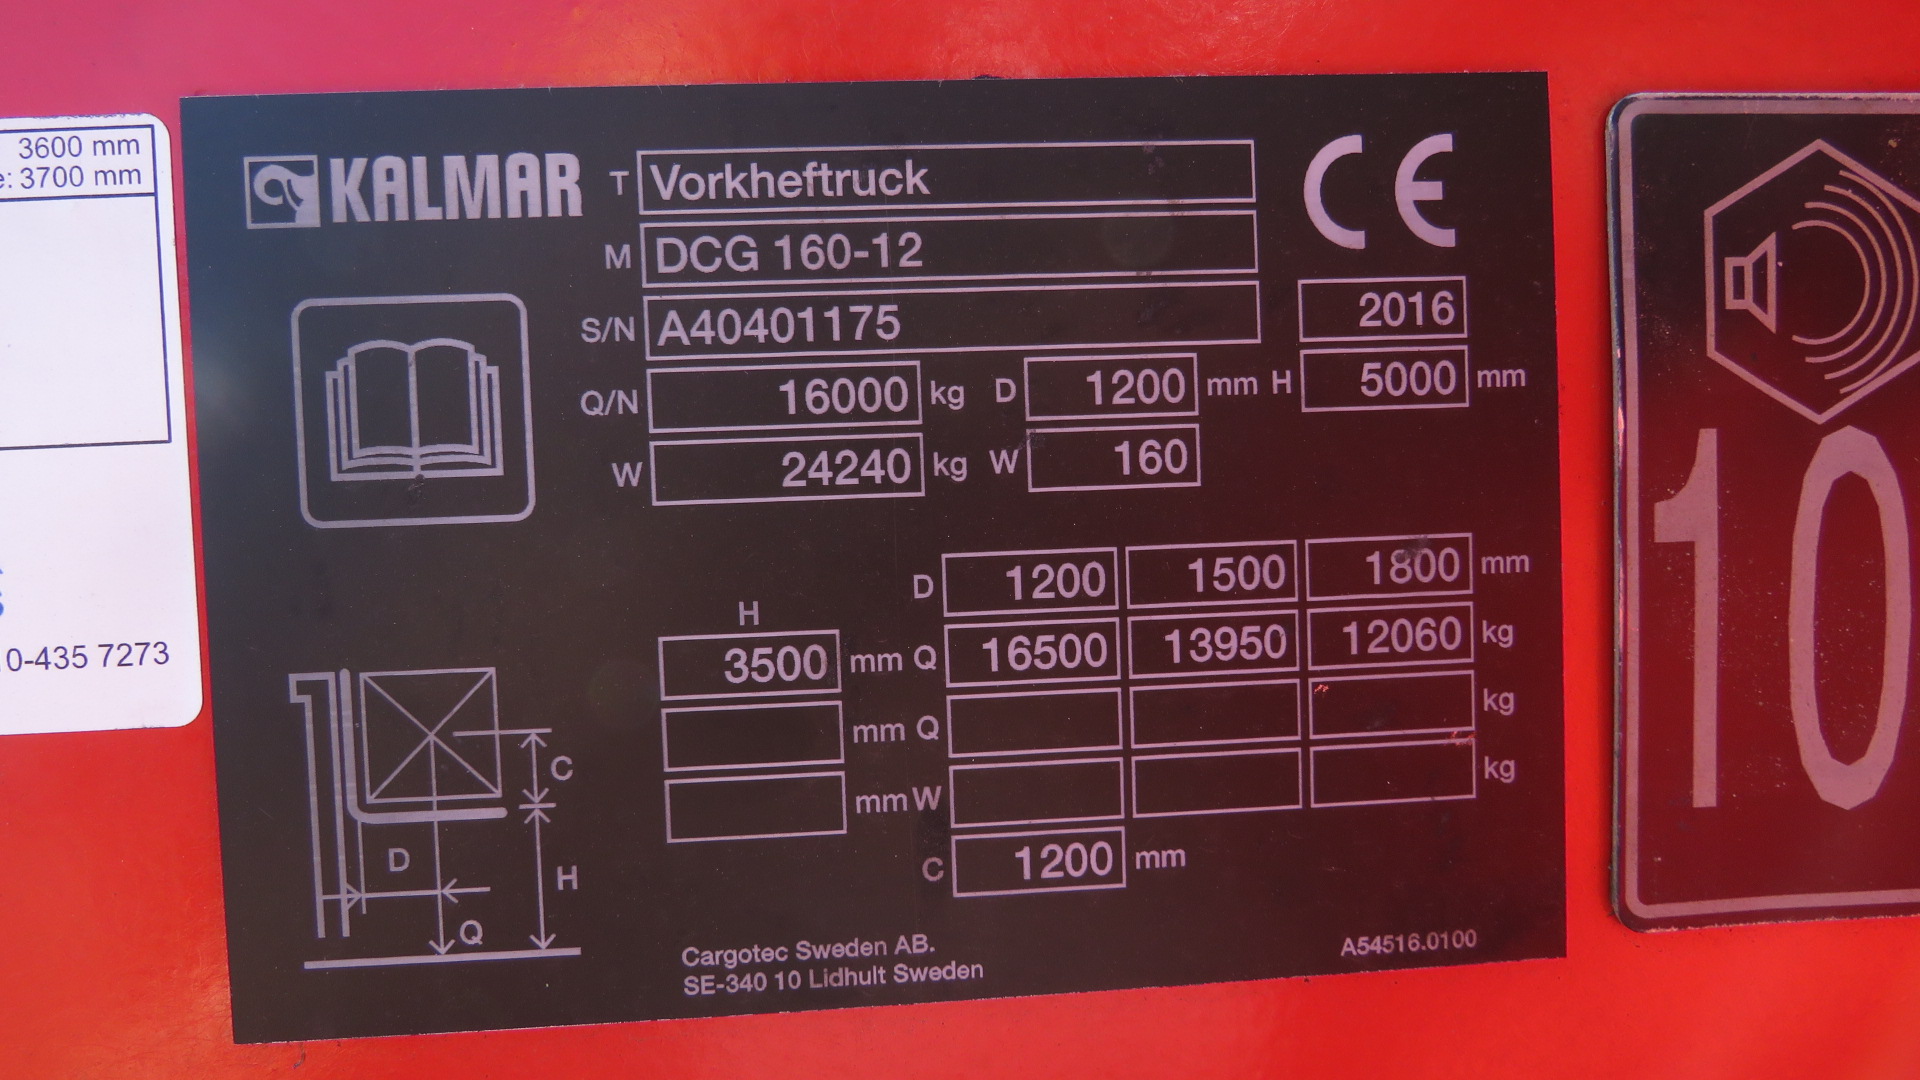 3600 mm
e: 3700 mm
0-435 7273
KALMAR
T Vorkheftruck
CE
M DCG 160-12
S/N A40401175 2016
Q/N 16000 kg D 1200 mm H 5000 mm
W 24240 kg W 160
D 1200 1500 1800 mm
H
3500 mm Q 16500 13950 12060 kg
mm Q kg
mm W kg
C 1200 mm
C
D
H
Q
Cargotec Sweden AB.
SE-340 10 Lidhult Sweden
A54516.0100
10